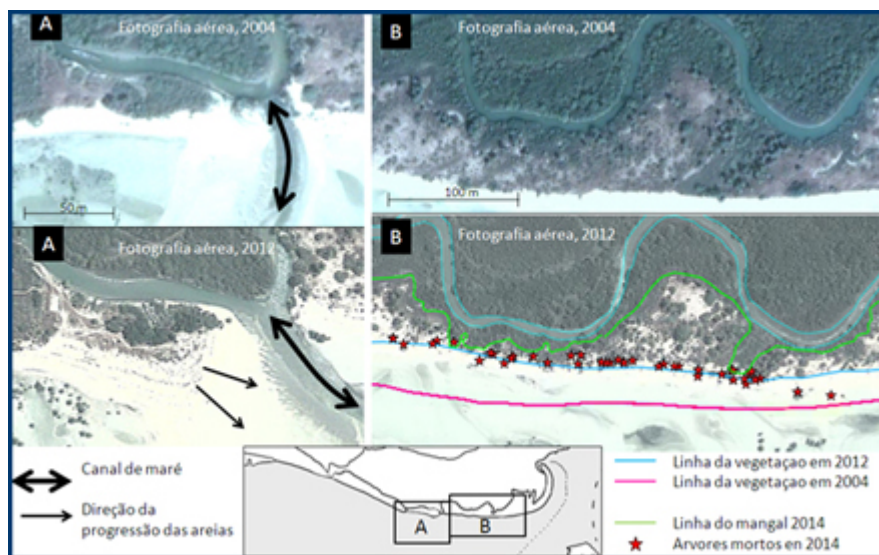 A
Fotografia aérea, 2004
50 m
B
Fotografia aérea, 2004
100 m
A
Fotografia aérea, 2012
B
Fotografia aérea, 2012
Canal de maré
Direção da
progressão das areias
A
B
Linha da vegetaçao em 2012
Linha da vegetaçao em 2004
Linha do mangal 2014
Arvores mortos en 2014